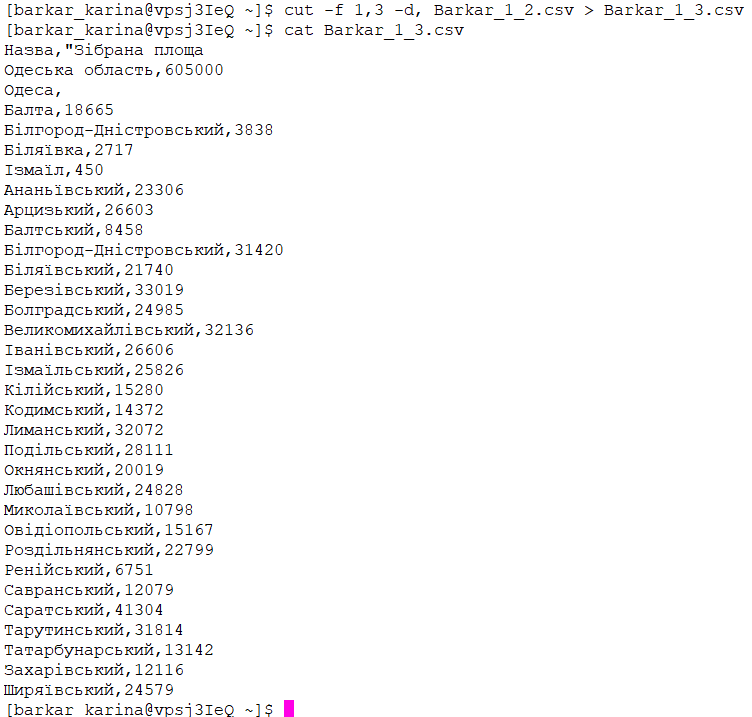 [barkar_karina@vpsj3IeQ ~]$ cut -f 1,3 -d, Barkar_1_2.csv > Barkar_1_3.csv
[barkar_karina@vpsj3IeQ ~]$ cat Barkar_1_3.csv
Назва,"Зібрана площа
Одеська область,605000
Одеса,
Балта,18665
Білгород-Дністровський,3838
Біляївка,2717
Ізмаїл,450
Ананьївський,23306
Арцизький,26603
Балтський,8458
Білгород-Дністровський,31420
Біляївський,21740
Березівський,33019
Болградський,24985
Великомихайлівський,32136
Іванівський,26606
Ізмаїльський,25826
Кілійський,15280
Кодимський,14372
Лиманський,32072
Подільський,28111
Окнянський,20019
Любашівський,24828
Миколаївський,10798
Овідіопольський,15167
Роздільнянський,22799
Ренійський,6751
Савранський,12079
Саратський,41304
Тарутинський,31814
Татарбунарський,13142
Захарівський,12116
Ширяївський,24579
[barkar_karina@vpsj3IeQ ~]$